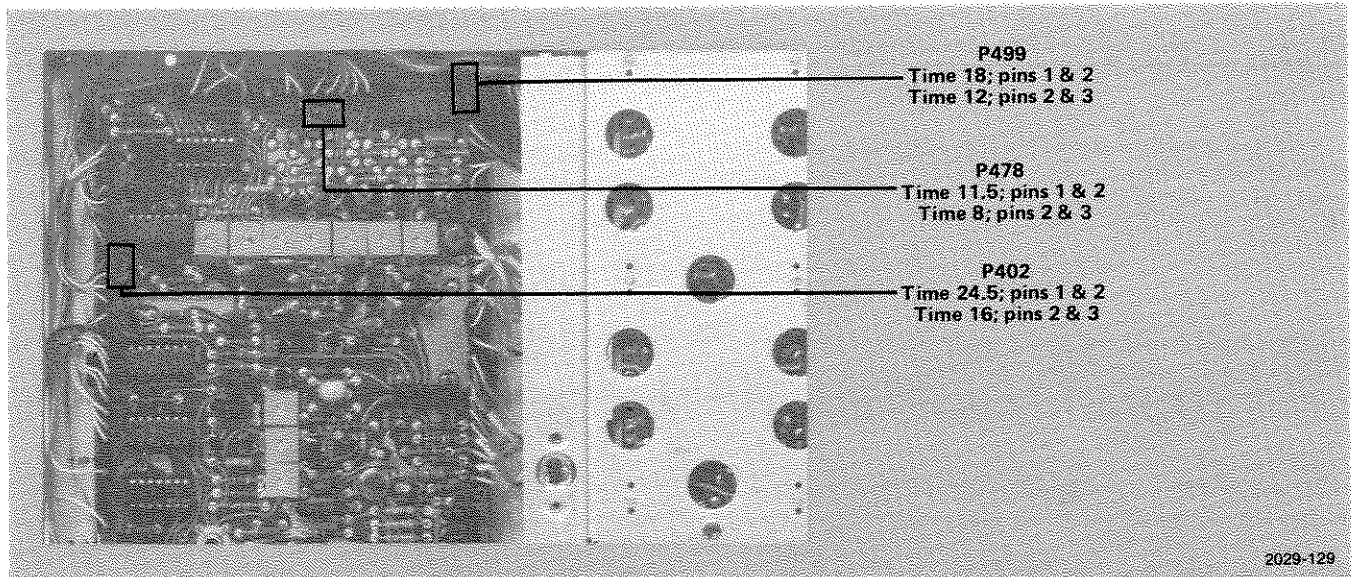 P499
Time 18; pins 1 & 2
Time 12; pins 2 & 3
P478
Time 11.5; pins 1 & 2
Time 8; pins 2 & 3
P402
Time 24.5; pins 1 & 2
Time 16; pins 2 & 3
2029-129